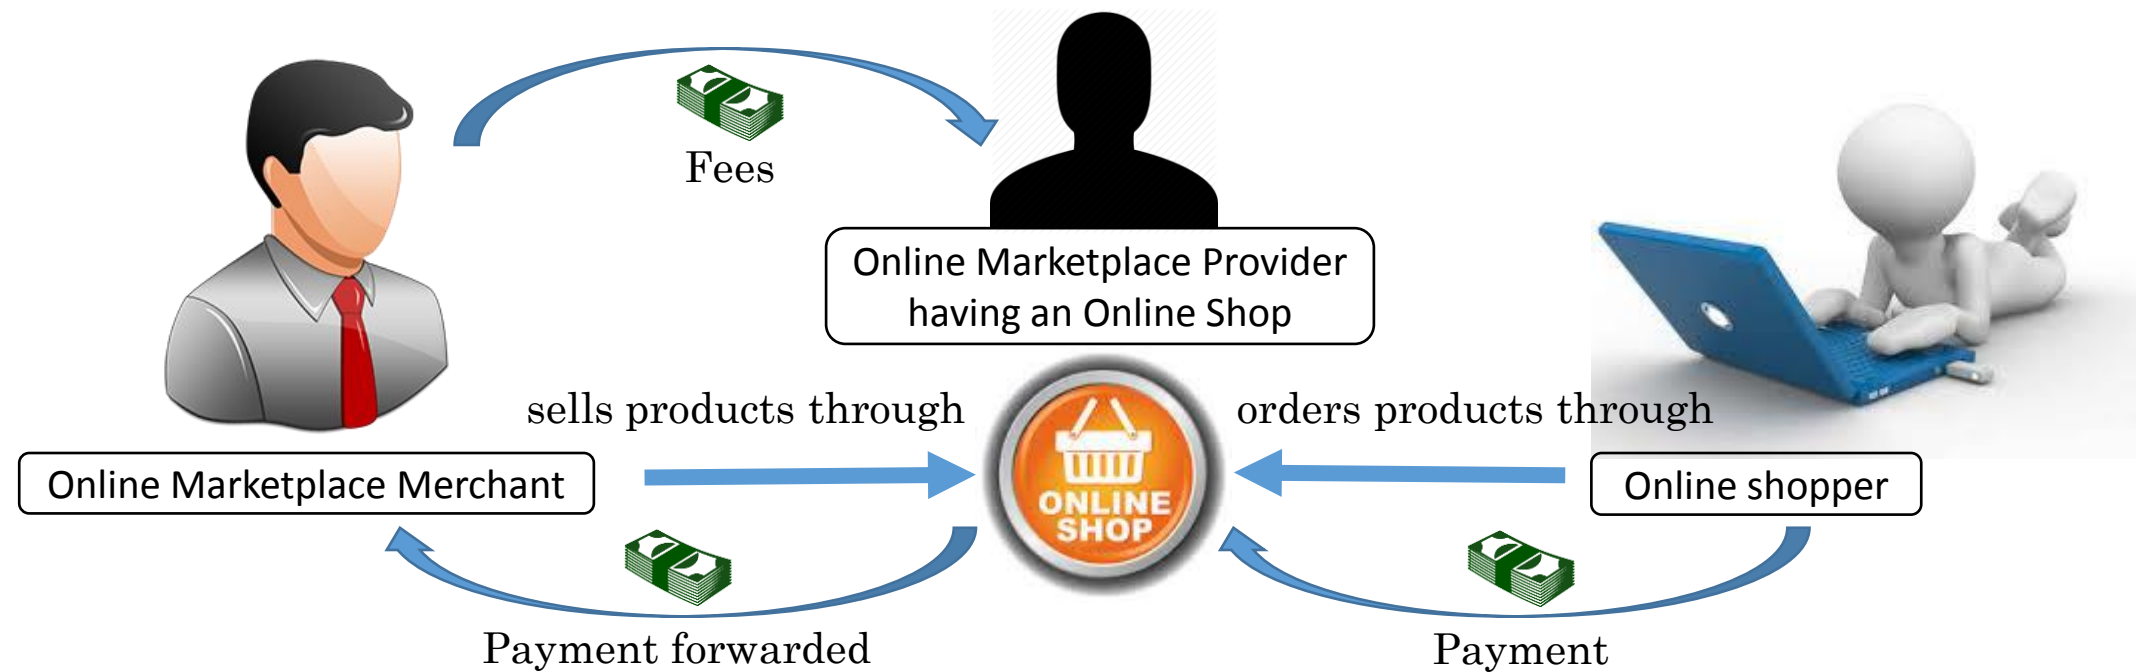 Fees
Online Marketplace Provider
having an Online Shop
sells products through
orders products through
Online Marketplace Merchant
ONLINE
SHOP
Online shopper
Payment forwarded
Payment